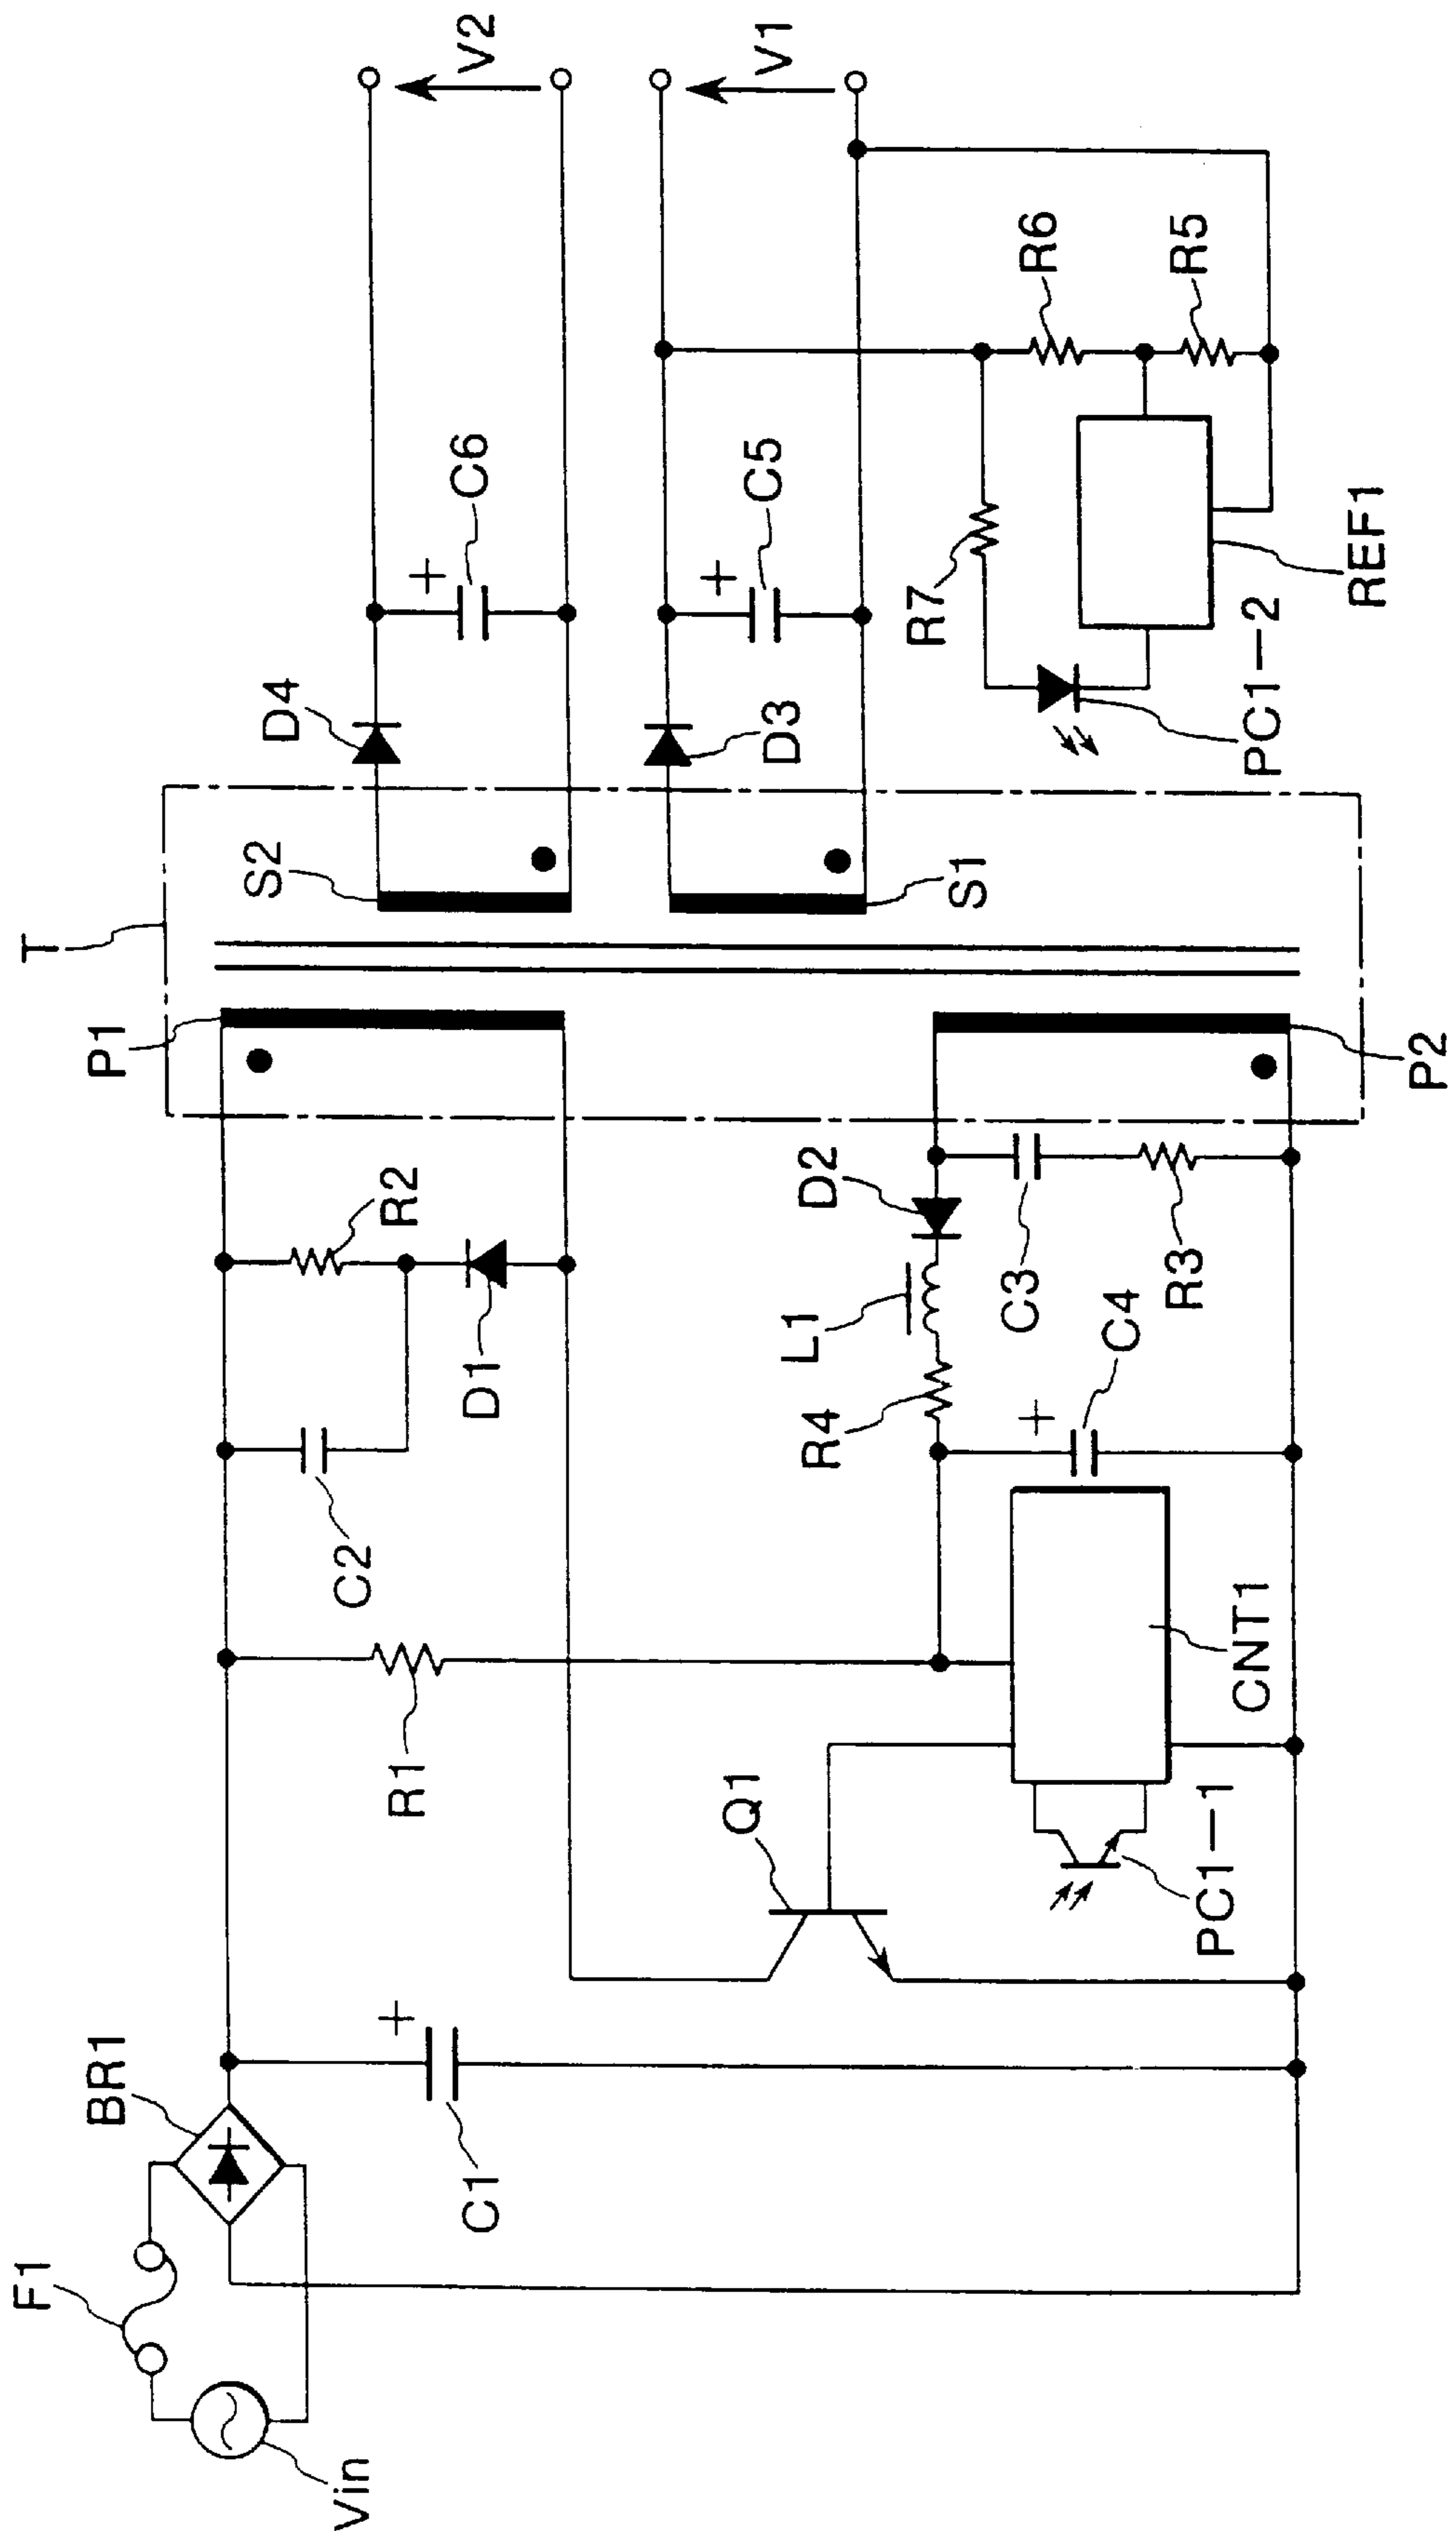 F1
Vin
BR1
C1
R1
C2
R2
D1
Q1
PC1-1
CNT1
R4
L1
D2
C4
C3
R3
P1
T
P2
S2
S1
D4
D3
C6
C5
V2
V1
R7
R6
R5
REF1
PC1-2
+
+
+
+